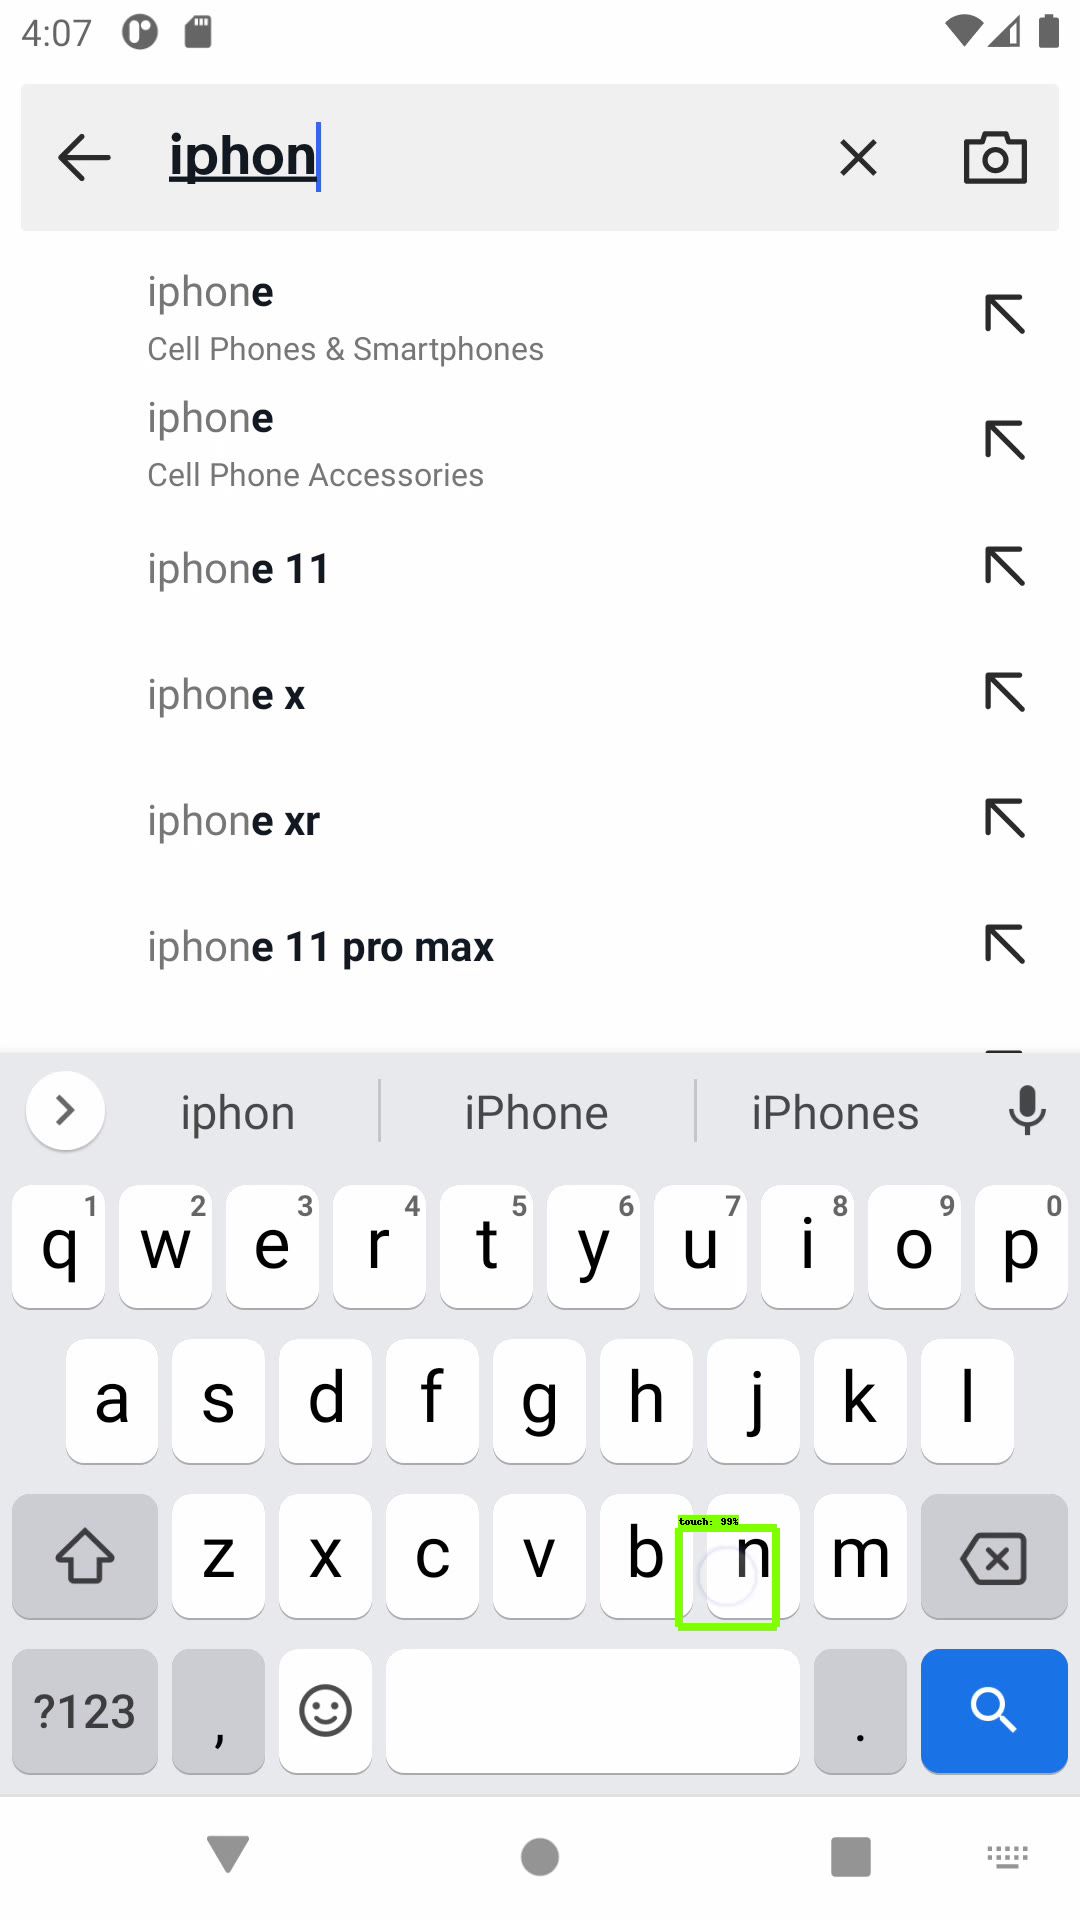 4:07
iphon
iphone
Cell Phones & Smartphones
iphone
Cell Phone Accessories
iphone 11
iphone x
iphone xr
iphone 11 pro max
iphon iPhone iPhones
1 2 3 4 5 6 7 8 9 0
q w e r t y u i o p
a s d f g h j k l
touch: 99%
z x c v b n m
?123 , .